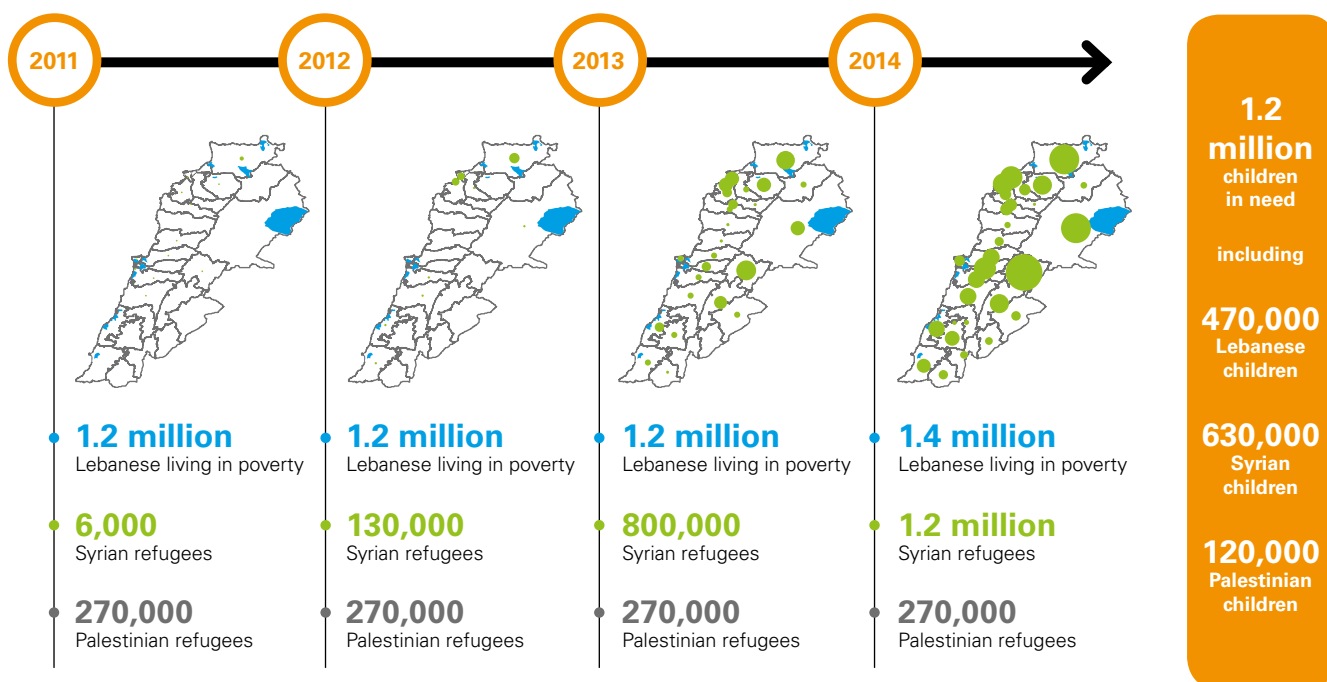 2011
2012
2013
2014
1.2 million
Lebanese living in poverty
6,000
Syrian refugees
270,000
Palestinian refugees
1.2 million
Lebanese living in poverty
130,000
Syrian refugees
270,000
Palestinian refugees
1.2 million
Lebanese living in poverty
800,000
Syrian refugees
270,000
Palestinian refugees
1.4 million
Lebanese living in poverty
1.2 million
Syrian refugees
270,000
Palestinian refugees
1.2
million
children
in need
including
470,000
Lebanese
children
630,000
Syrian
children
120,000
Palestinian
children